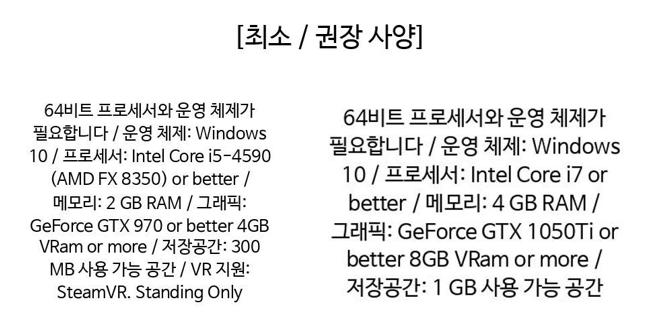 [최소 / 권장 사양]
64비트 프로세서와 운영 체제가
필요합니다 / 운영 체제: Windows
10 / 프로세서: Intel Core i5-4590
(AMD FX 8350) or better /
메모리: 2 GB RAM / 그래픽:
GeForce GTX 970 or better 4GB
VRam or more / 저장공간: 300
MB 사용 가능 공간 / VR 지원:
SteamVR. Standing Only
64비트 프로세서와 운영 체제가
필요합니다 / 운영 체제: Windows
10 / 프로세서: Intel Core i7 or
better / 메모리: 4 GB RAM /
그래픽: GeForce GTX 1050Ti or
better 8GB VRam or more /
저장공간: 1 GB 사용 가능 공간